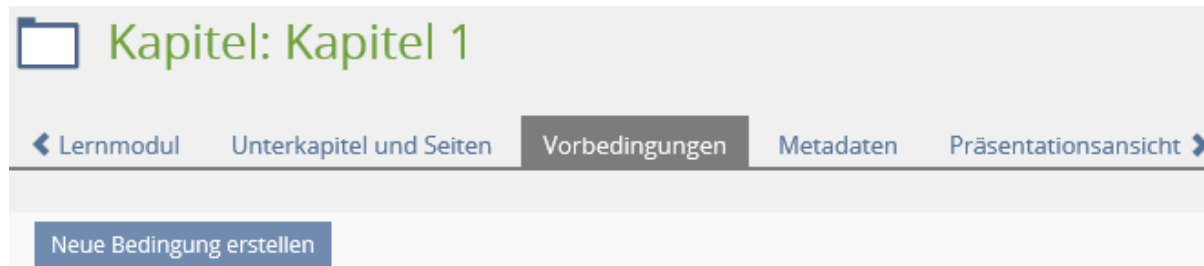 Kapitel: Kapitel 1
Lernmodul Unterkapitel und Seiten Vorbedingungen Metadaten Präsentationsansicht
Neue Bedingung erstellen